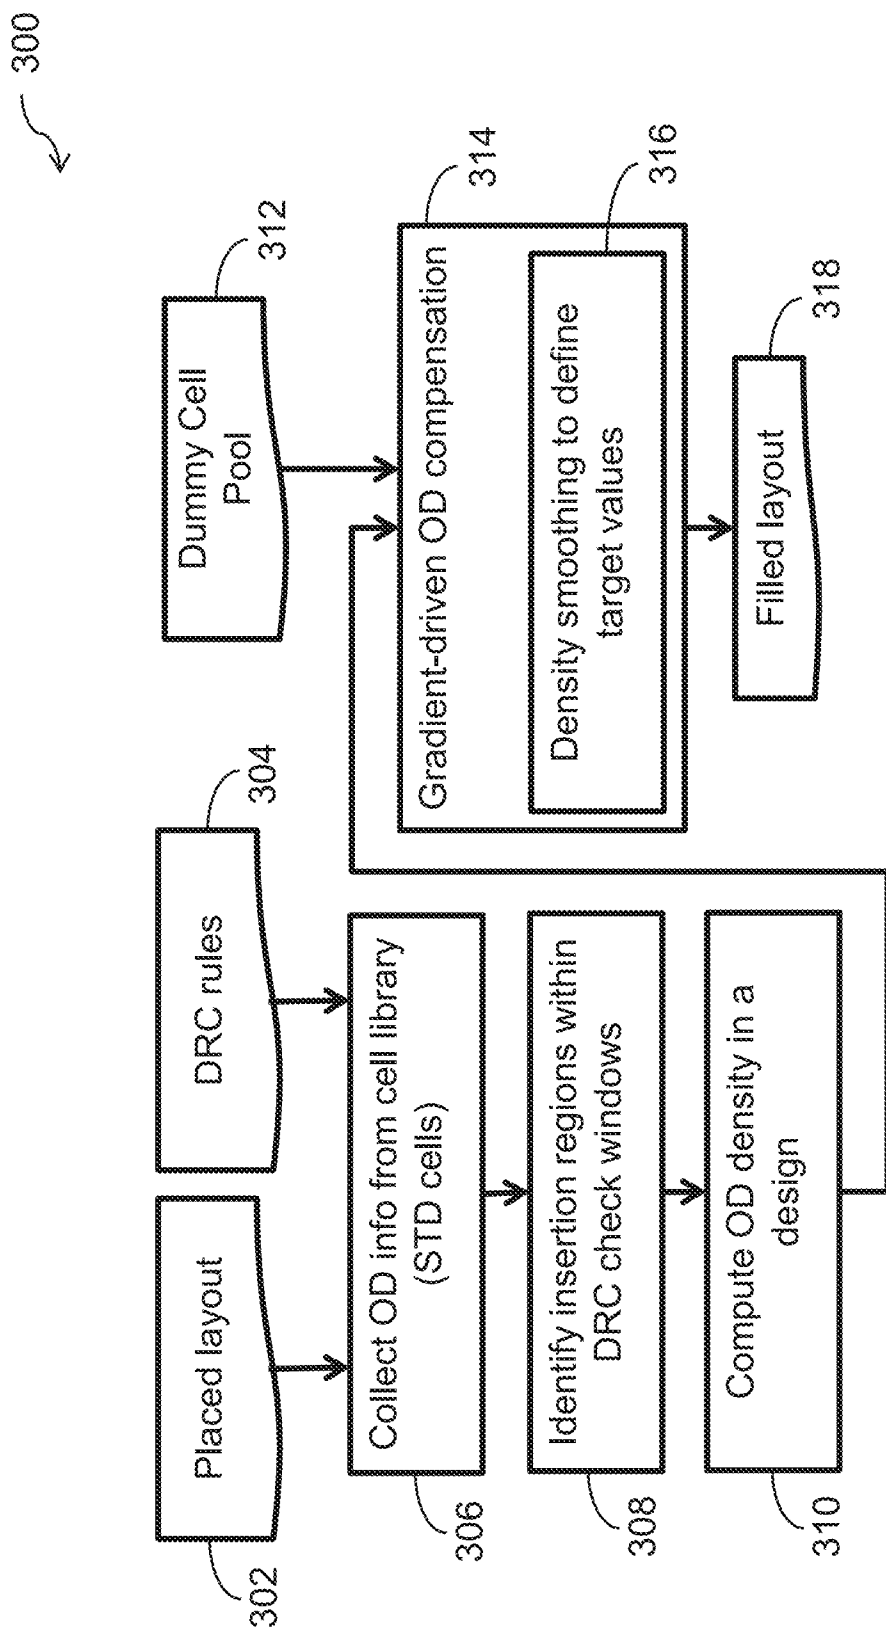 300
302
Placed layout
304
DRC rules
306
Collect OD info from cell library
(STD cells)
308
Identify insertion regions within
DRC check windows
310
Compute OD density in a
design
312
Dummy Cell
Pool
314
Gradient-driven OD compensation
316
Density smoothing to define
target values
318
Filled layout